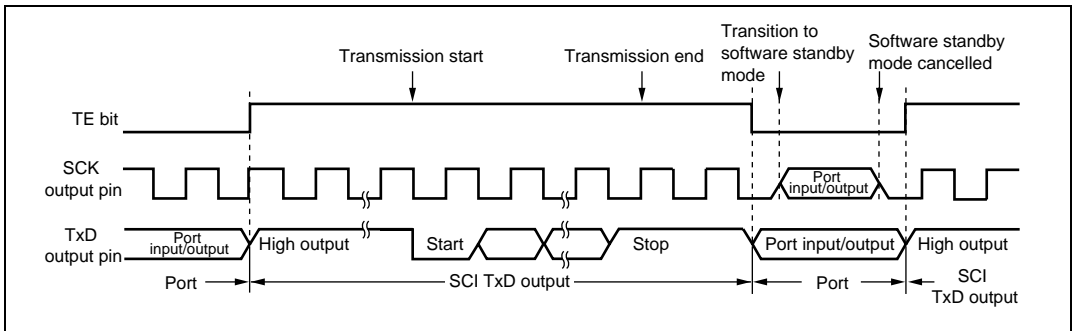 Transmission start
Transmission end
Transition to
software standby
mode
Software standby
mode cancelled
TE bit
SCK
output pin
Port
input/output
TxD
output pin
Port
input/output
High output
Start
Stop
Port input/output
High output
Port
SCI TxD output
Port
SCI
TxD output